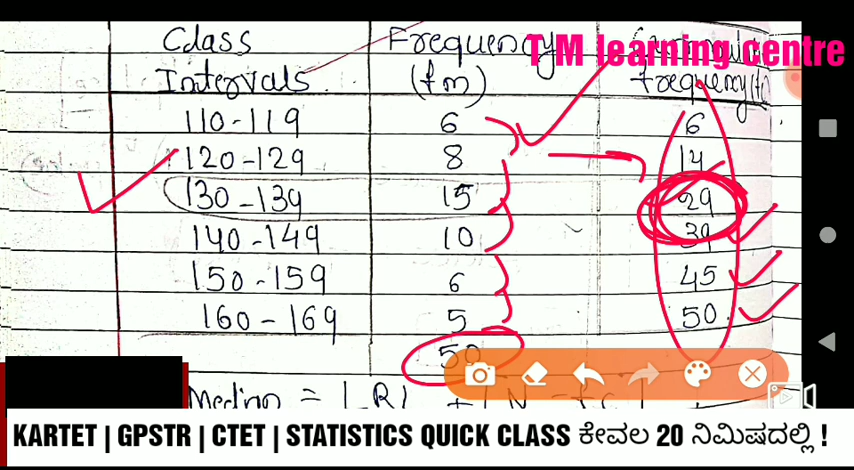 Class Frequency
TM learning centre
Intervals (fm) Frequency
110-119 6 6
120-129 8 14
130-139 15 29
140-149 10 39
150-159 6 45
160-169 5 50
50
Median =
KARTET | GPSTR | CTET | STATISTICS QUICK CLASS ಕೇವಲ 20 ನಿಮಿಷದಲ್ಲಿ !